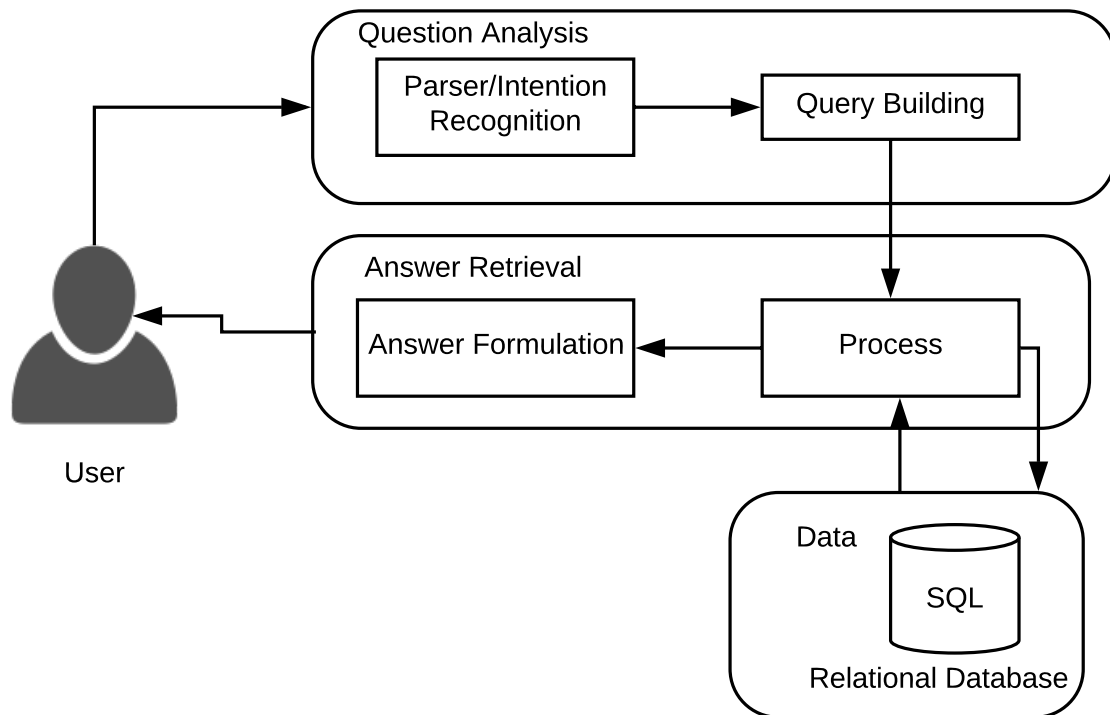 Question Analysis
Parser/Intention
Recognition
Query Building
Answer Retrieval
Answer Formulation
Process
User
Data
SQL
Relational Database